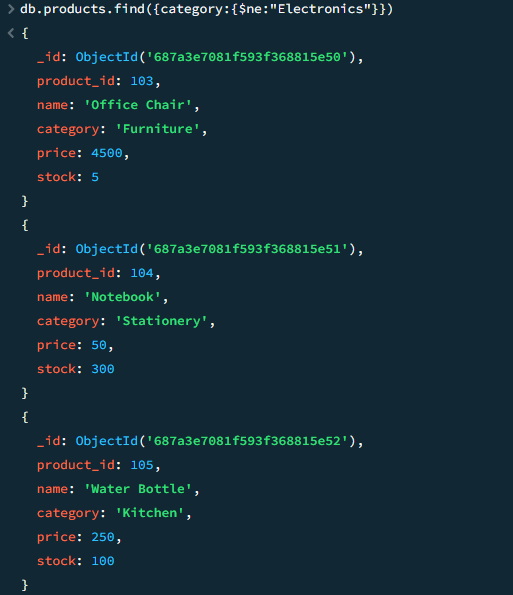 > db.products.find({category:{$ne:"Electronics"}})
< {
_id: ObjectId('687a3e7081f593f368815e50'),
product_id: 103,
name: 'Office Chair',
category: 'Furniture',
price: 4500,
stock: 5
}
{
_id: ObjectId('687a3e7081f593f368815e51'),
product_id: 104,
name: 'Notebook',
category: 'Stationery',
price: 50,
stock: 300
}
{
_id: ObjectId('687a3e7081f593f368815e52'),
product_id: 105,
name: 'Water Bottle',
category: 'Kitchen',
price: 250,
stock: 100
}